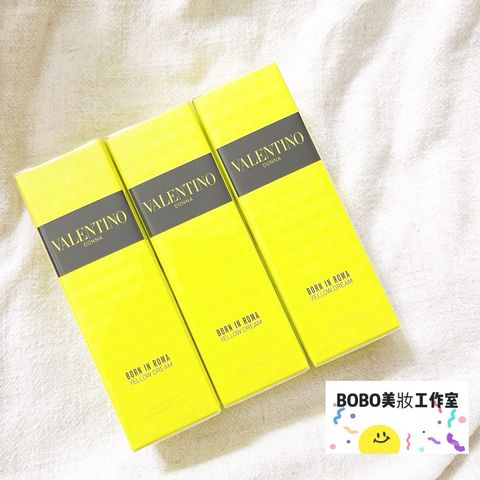 VALENTINO
DONNA
BORN IN ROMA
YELLOW DREAM
VALENTINO
DONNA
BORN IN ROMA
YELLOW DREAM
VALENTINO
DONNA
BORN IN ROMA
YELLOW DREAM
BOBO美妝工作室